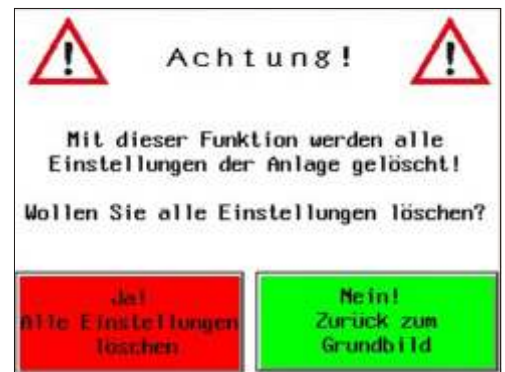 Achtung!
Mit dieser Funktion werden alle
Einstellungen der Anlage gelöscht!
Wollen Sie alle Einstellungen löschen?
Ja!
Alle Einstellungen
löschen
Nein!
Zurück zum
Grundbild